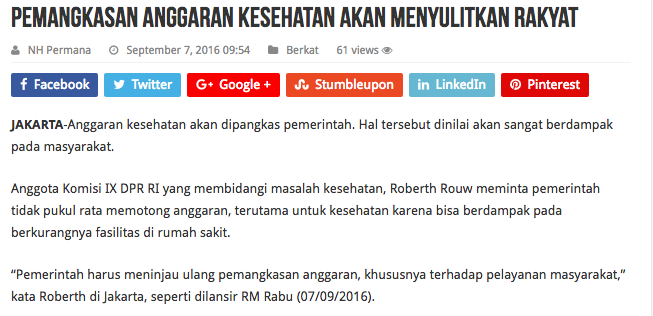 PEMANGKASAN ANGGARAN KESEHATAN AKAN MENYULITKAN RAKYAT
NH Permana September 7, 2016 09:54 Berkat 61 views
Facebook Twitter Google + Stumbleupon LinkedIn Pinterest
JAKARTA-Anggaran kesehatan akan dipangkas pemerintah. Hal tersebut dinilai akan sangat berdampak
pada masyarakat.
Anggota Komisi IX DPR RI yang membidangi masalah kesehatan, Roberth Rouw meminta pemerintah
tidak pukul rata memotong anggaran, terutama untuk kesehatan karena bisa berdampak pada
berkurangnya fasilitas di rumah sakit.
“Pemerintah harus meninjau ulang pemangkasan anggaran, khususnya terhadap pelayanan masyarakat,”
kata Roberth di Jakarta, seperti dilansir RM Rabu (07/09/2016).